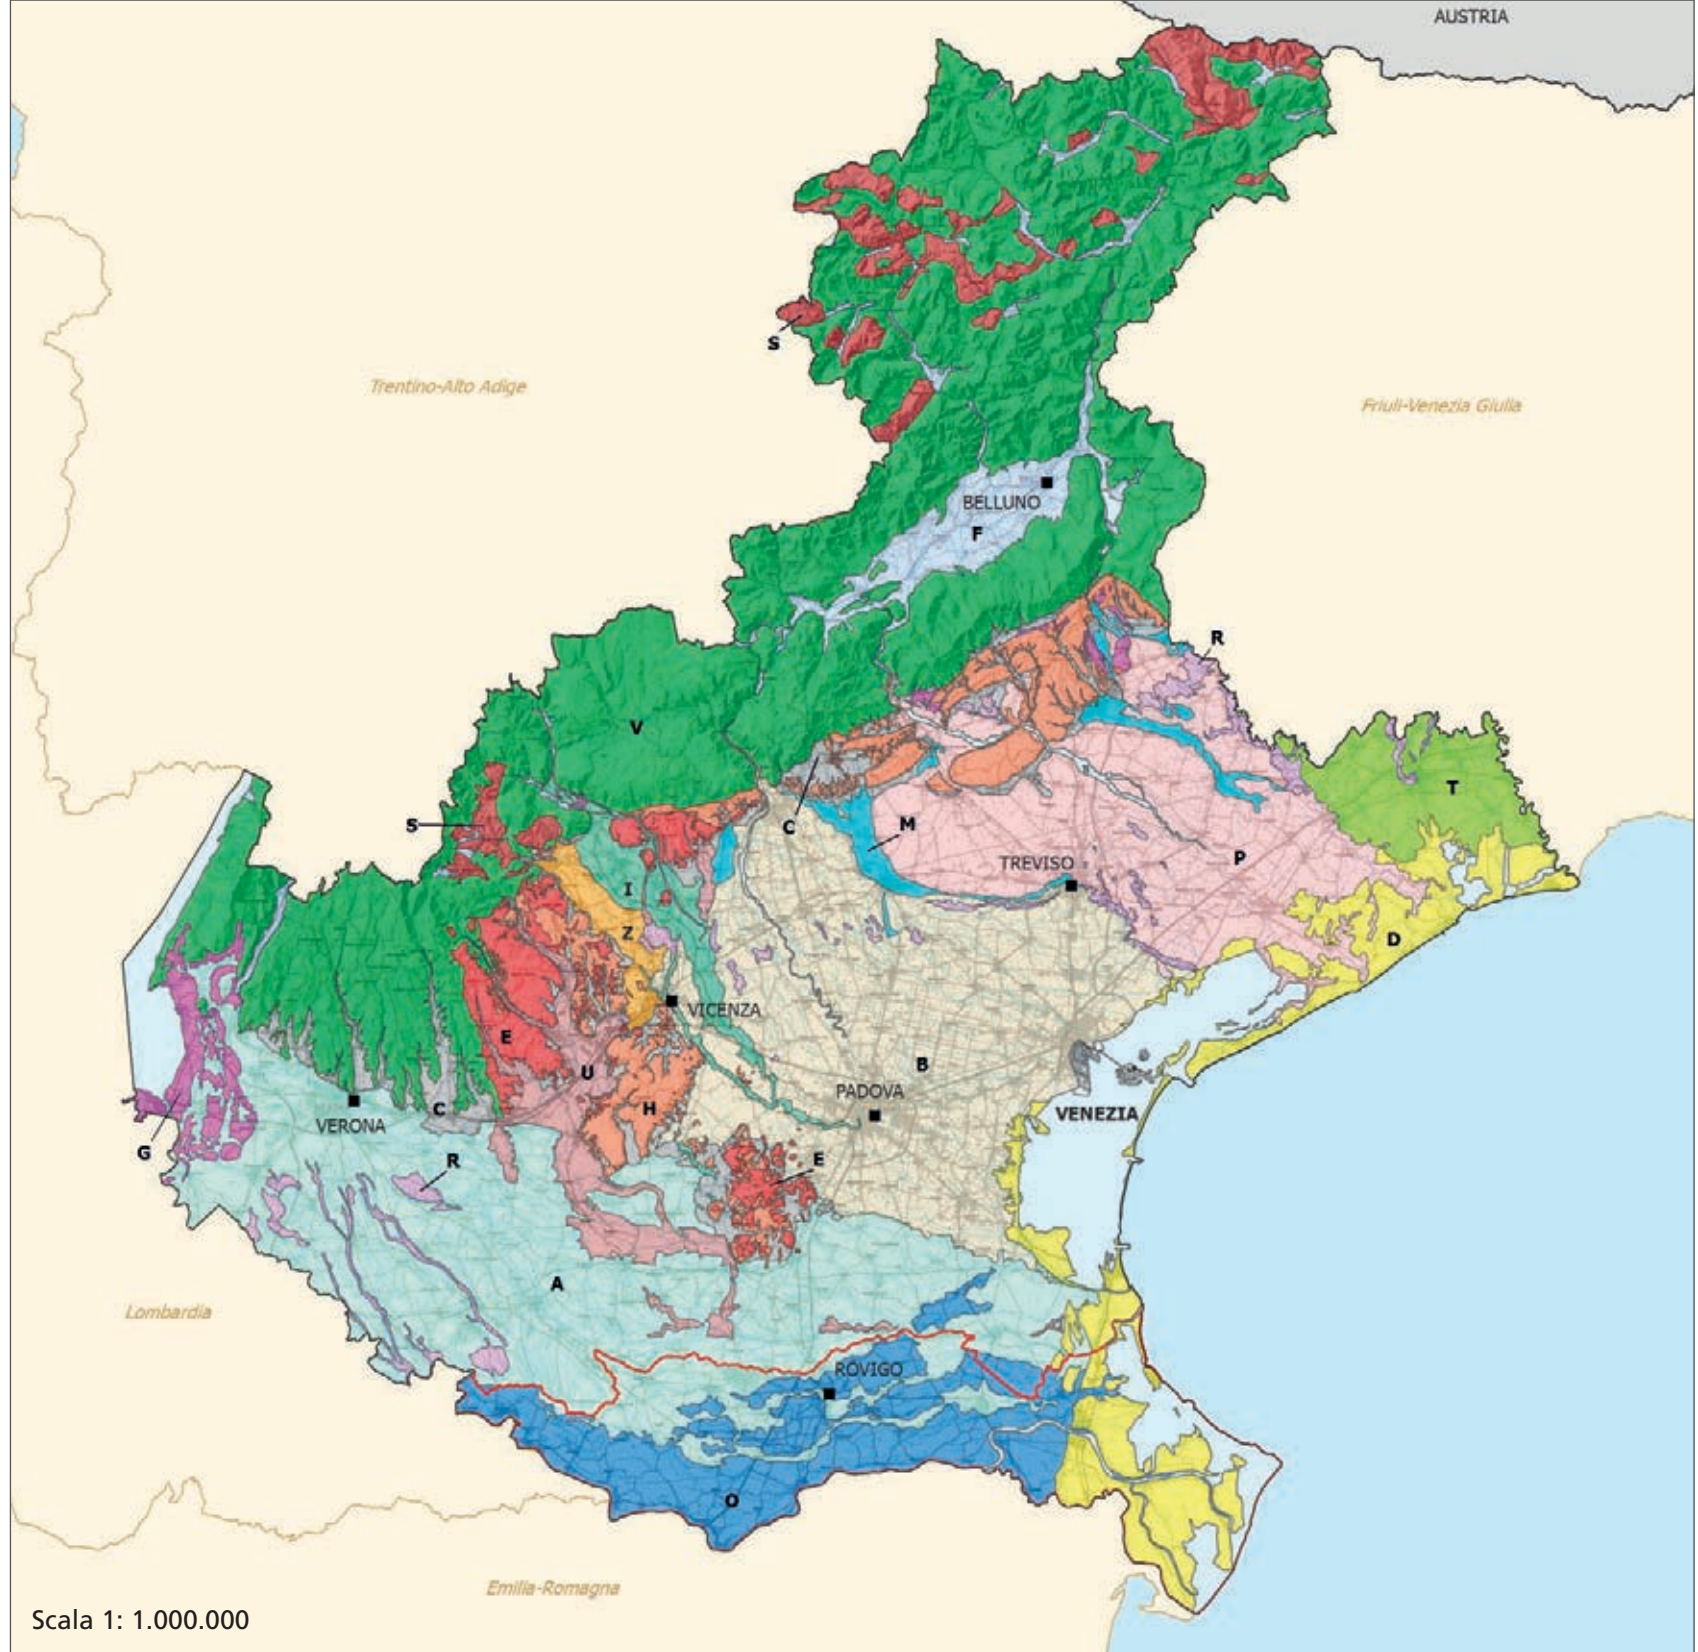 AUSTRIA
S
Trentino-Alto Adige
Friuli-Venezia Giulia
BELLUNO
F
R
V
T
S
C
M
TREVISO
P
I
Z
D
VICENZA
E
B
U
PADOVA
H
C
VENEZIA
VERONA
G
R
E
A
Lombardia
ROVIGO
O
Emilia-Romagna
Scala 1: 1.000.000